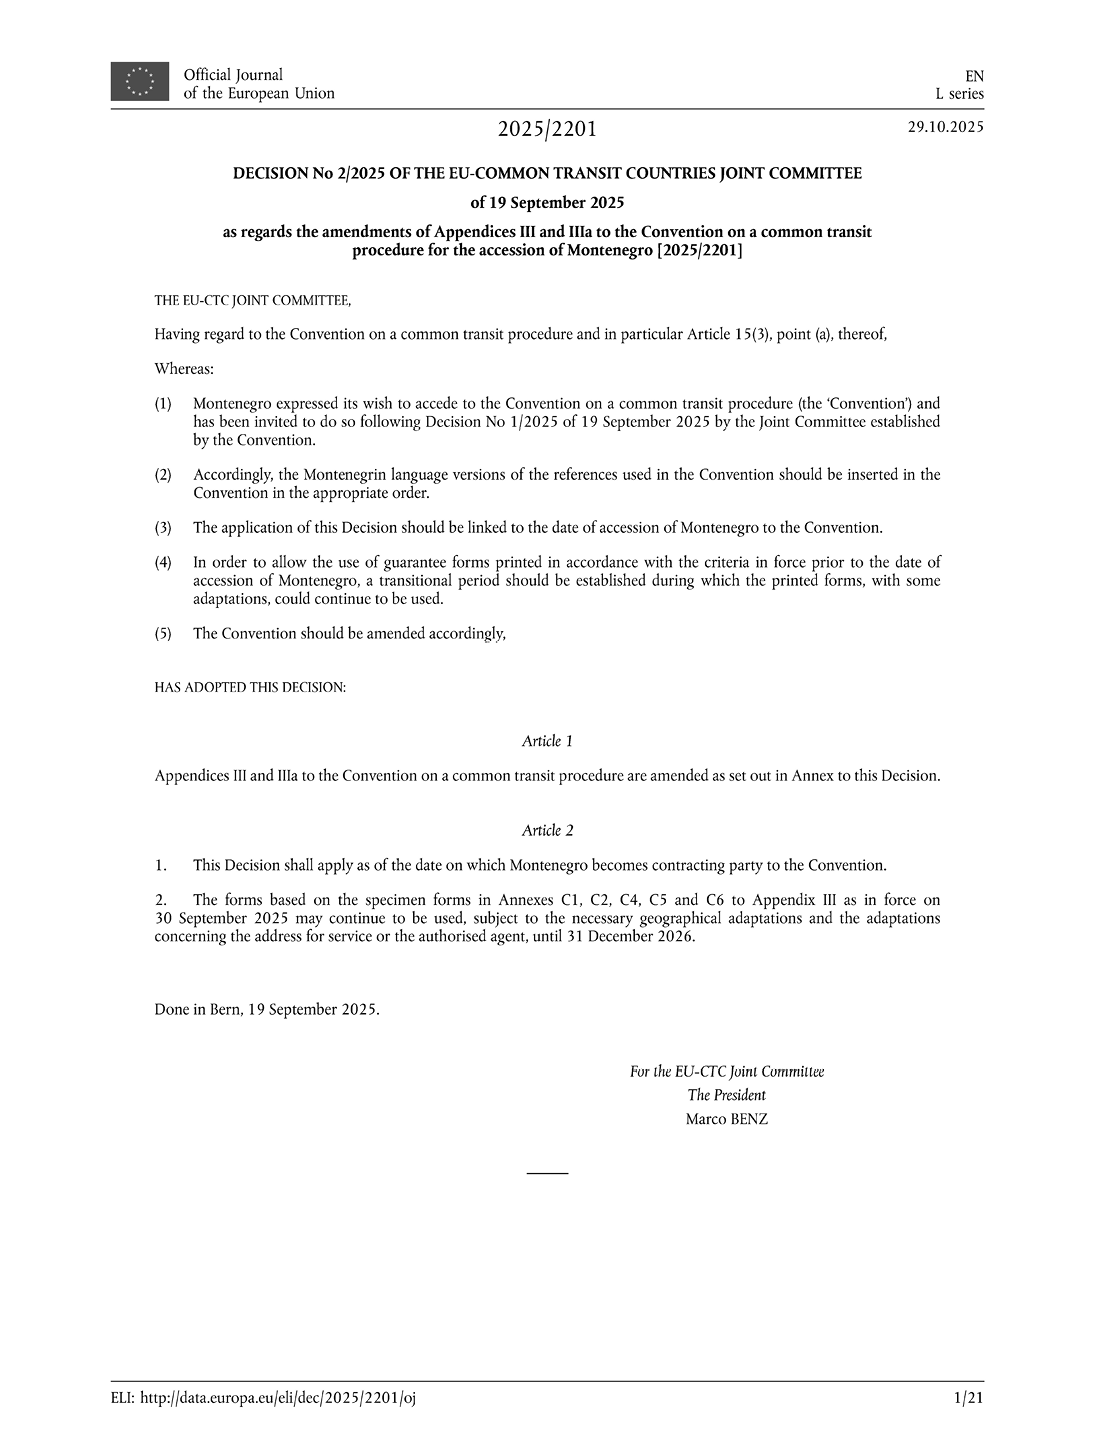 Official Journal
of the European Union
EN
L series
2025/2201
29.10.2025
DECISION No 2/2025 OF THE EU-COMMON TRANSIT COUNTRIES JOINT COMMITTEE
of 19 September 2025
as regards the amendments of Appendices III and IIIa to the Convention on a common transit
procedure for the accession of Montenegro [2025/2201]
THE EU-CTC JOINT COMMITTEE,
Having regard to the Convention on a common transit procedure and in particular Article 15(3), point (a), thereof,
Whereas:
(1) Montenegro expressed its wish to accede to the Convention on a common transit procedure (the ‘Convention’) and
has been invited to do so following Decision No 1/2025 of 19 September 2025 by the Joint Committee established
by the Convention.
(2) Accordingly, the Montenegrin language versions of the references used in the Convention should be inserted in the
Convention in the appropriate order.
(3) The application of this Decision should be linked to the date of accession of Montenegro to the Convention.
(4) In order to allow the use of guarantee forms printed in accordance with the criteria in force prior to the date of
accession of Montenegro, a transitional period should be established during which the printed forms, with some
adaptations, could continue to be used.
(5) The Convention should be amended accordingly,
HAS ADOPTED THIS DECISION:
Article 1
Appendices III and IIIa to the Convention on a common transit procedure are amended as set out in Annex to this Decision.
Article 2
1. This Decision shall apply as of the date on which Montenegro becomes contracting party to the Convention.
2. The forms based on the specimen forms in Annexes C1, C2, C4, C5 and C6 to Appendix III as in force on
30 September 2025 may continue to be used, subject to the necessary geographical adaptations and the adaptations
concerning the address for service or the authorised agent, until 31 December 2026.
Done in Bern, 19 September 2025.
For the EU-CTC Joint Committee
The President
Marco BENZ
ELI: http://data.europa.eu/eli/dec/2025/2201/oj
1/21